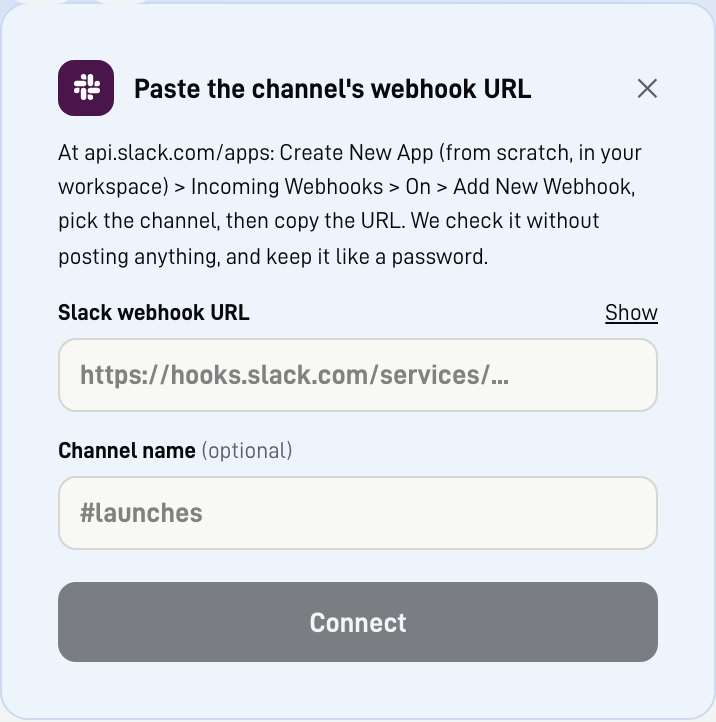 Paste the channel's webhook URL
At api.slack.com/apps: Create New App (from scratch, in your
workspace) > Incoming Webhooks > On > Add New Webhook,
pick the channel, then copy the URL. We check it without
posting anything, and keep it like a password.
Slack webhook URL Show
https://hooks.slack.com/services/...
Channel name (optional)
#launches
Connect